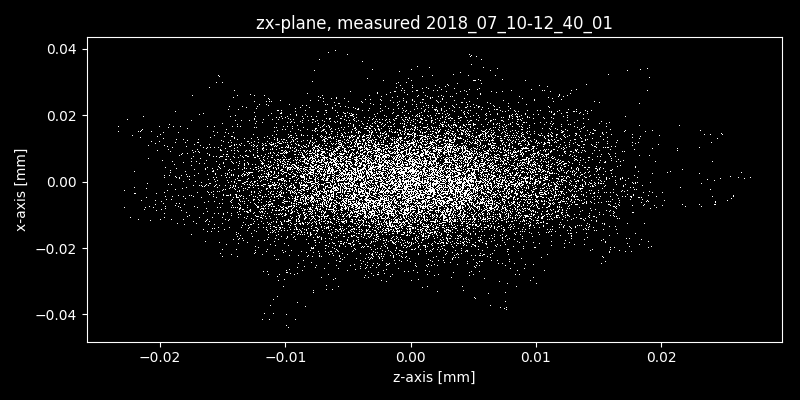 zx-plane, measured 2018_07_10-12_40_01
0.04
0.02
0.00
−0.02
−0.04
x-axis [mm]
−0.02 −0.01 0.00 0.01 0.02
z-axis [mm]